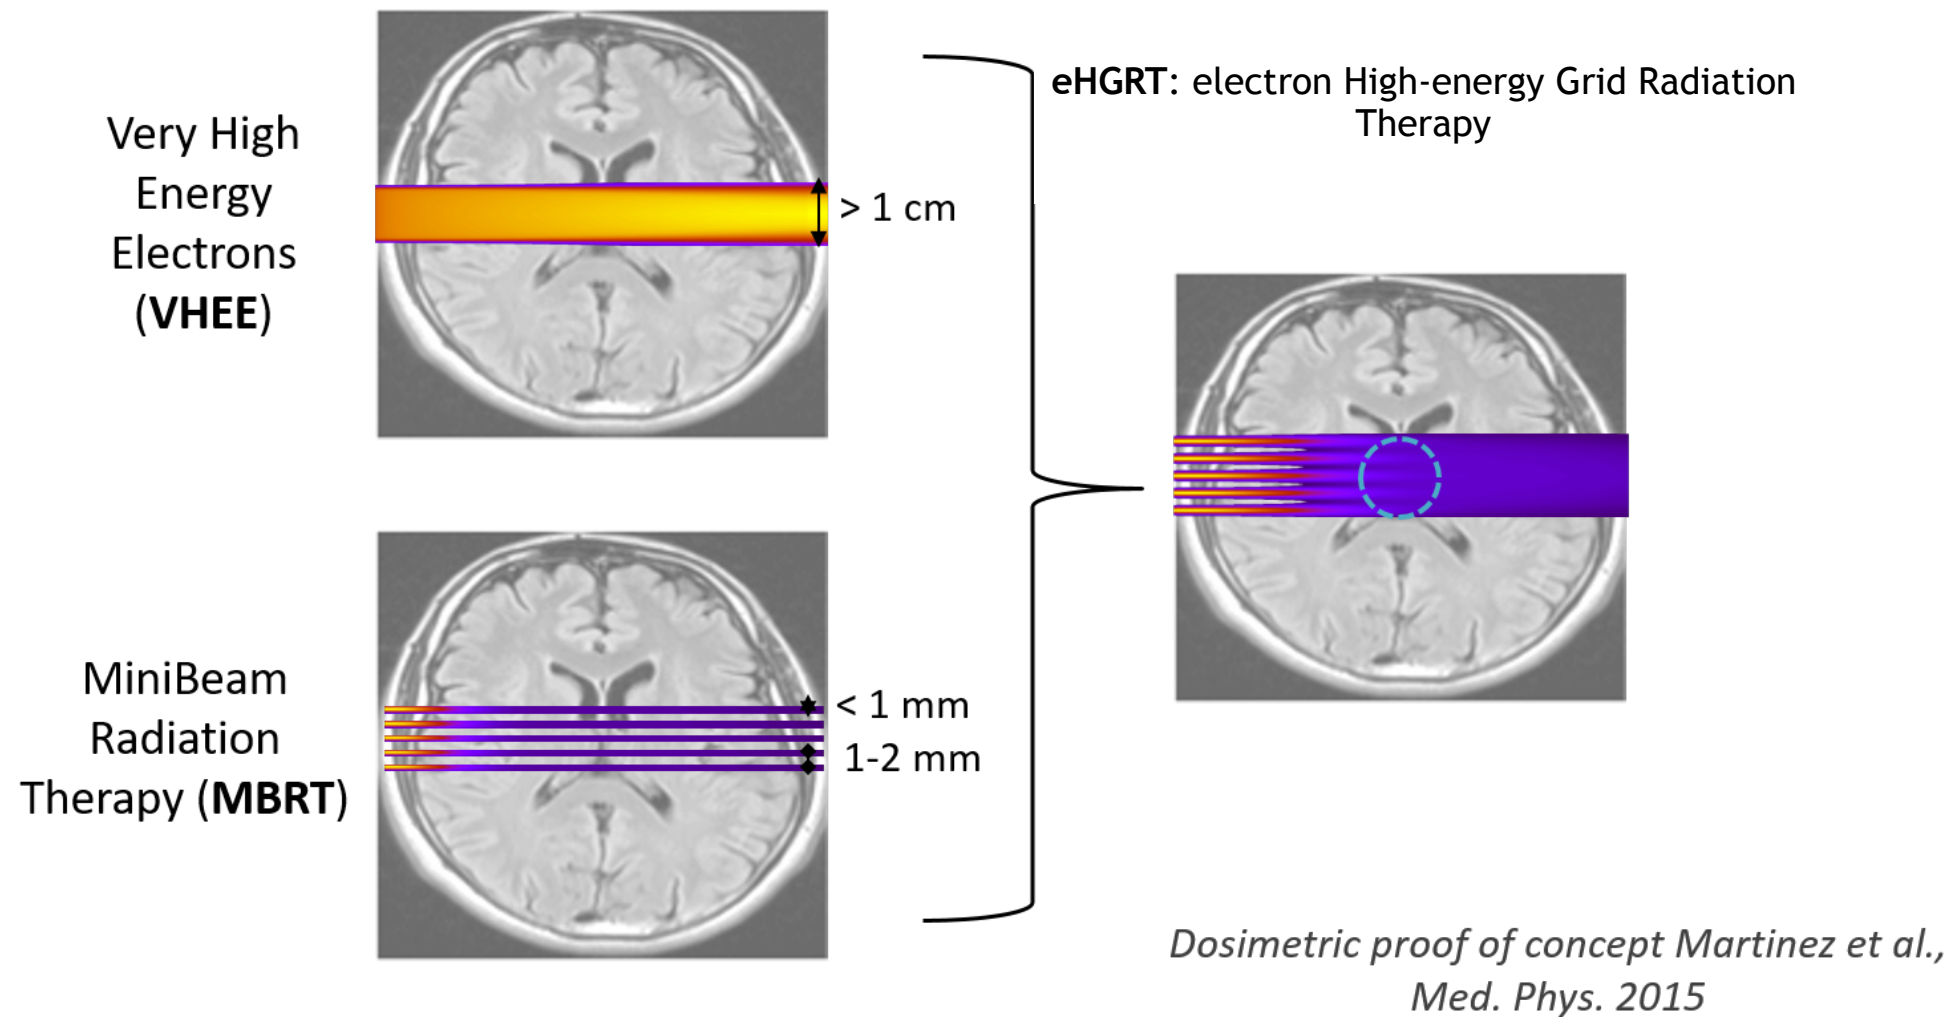 Very High
Energy
Electrons
(VHEE)
> 1 cm
eHGRT: electron High-energy Grid Radiation
Therapy
MiniBeam
Radiation
Therapy (MBRT)
< 1 mm
1-2 mm
Dosimetric proof of concept Martinez et al.,
Med. Phys. 2015